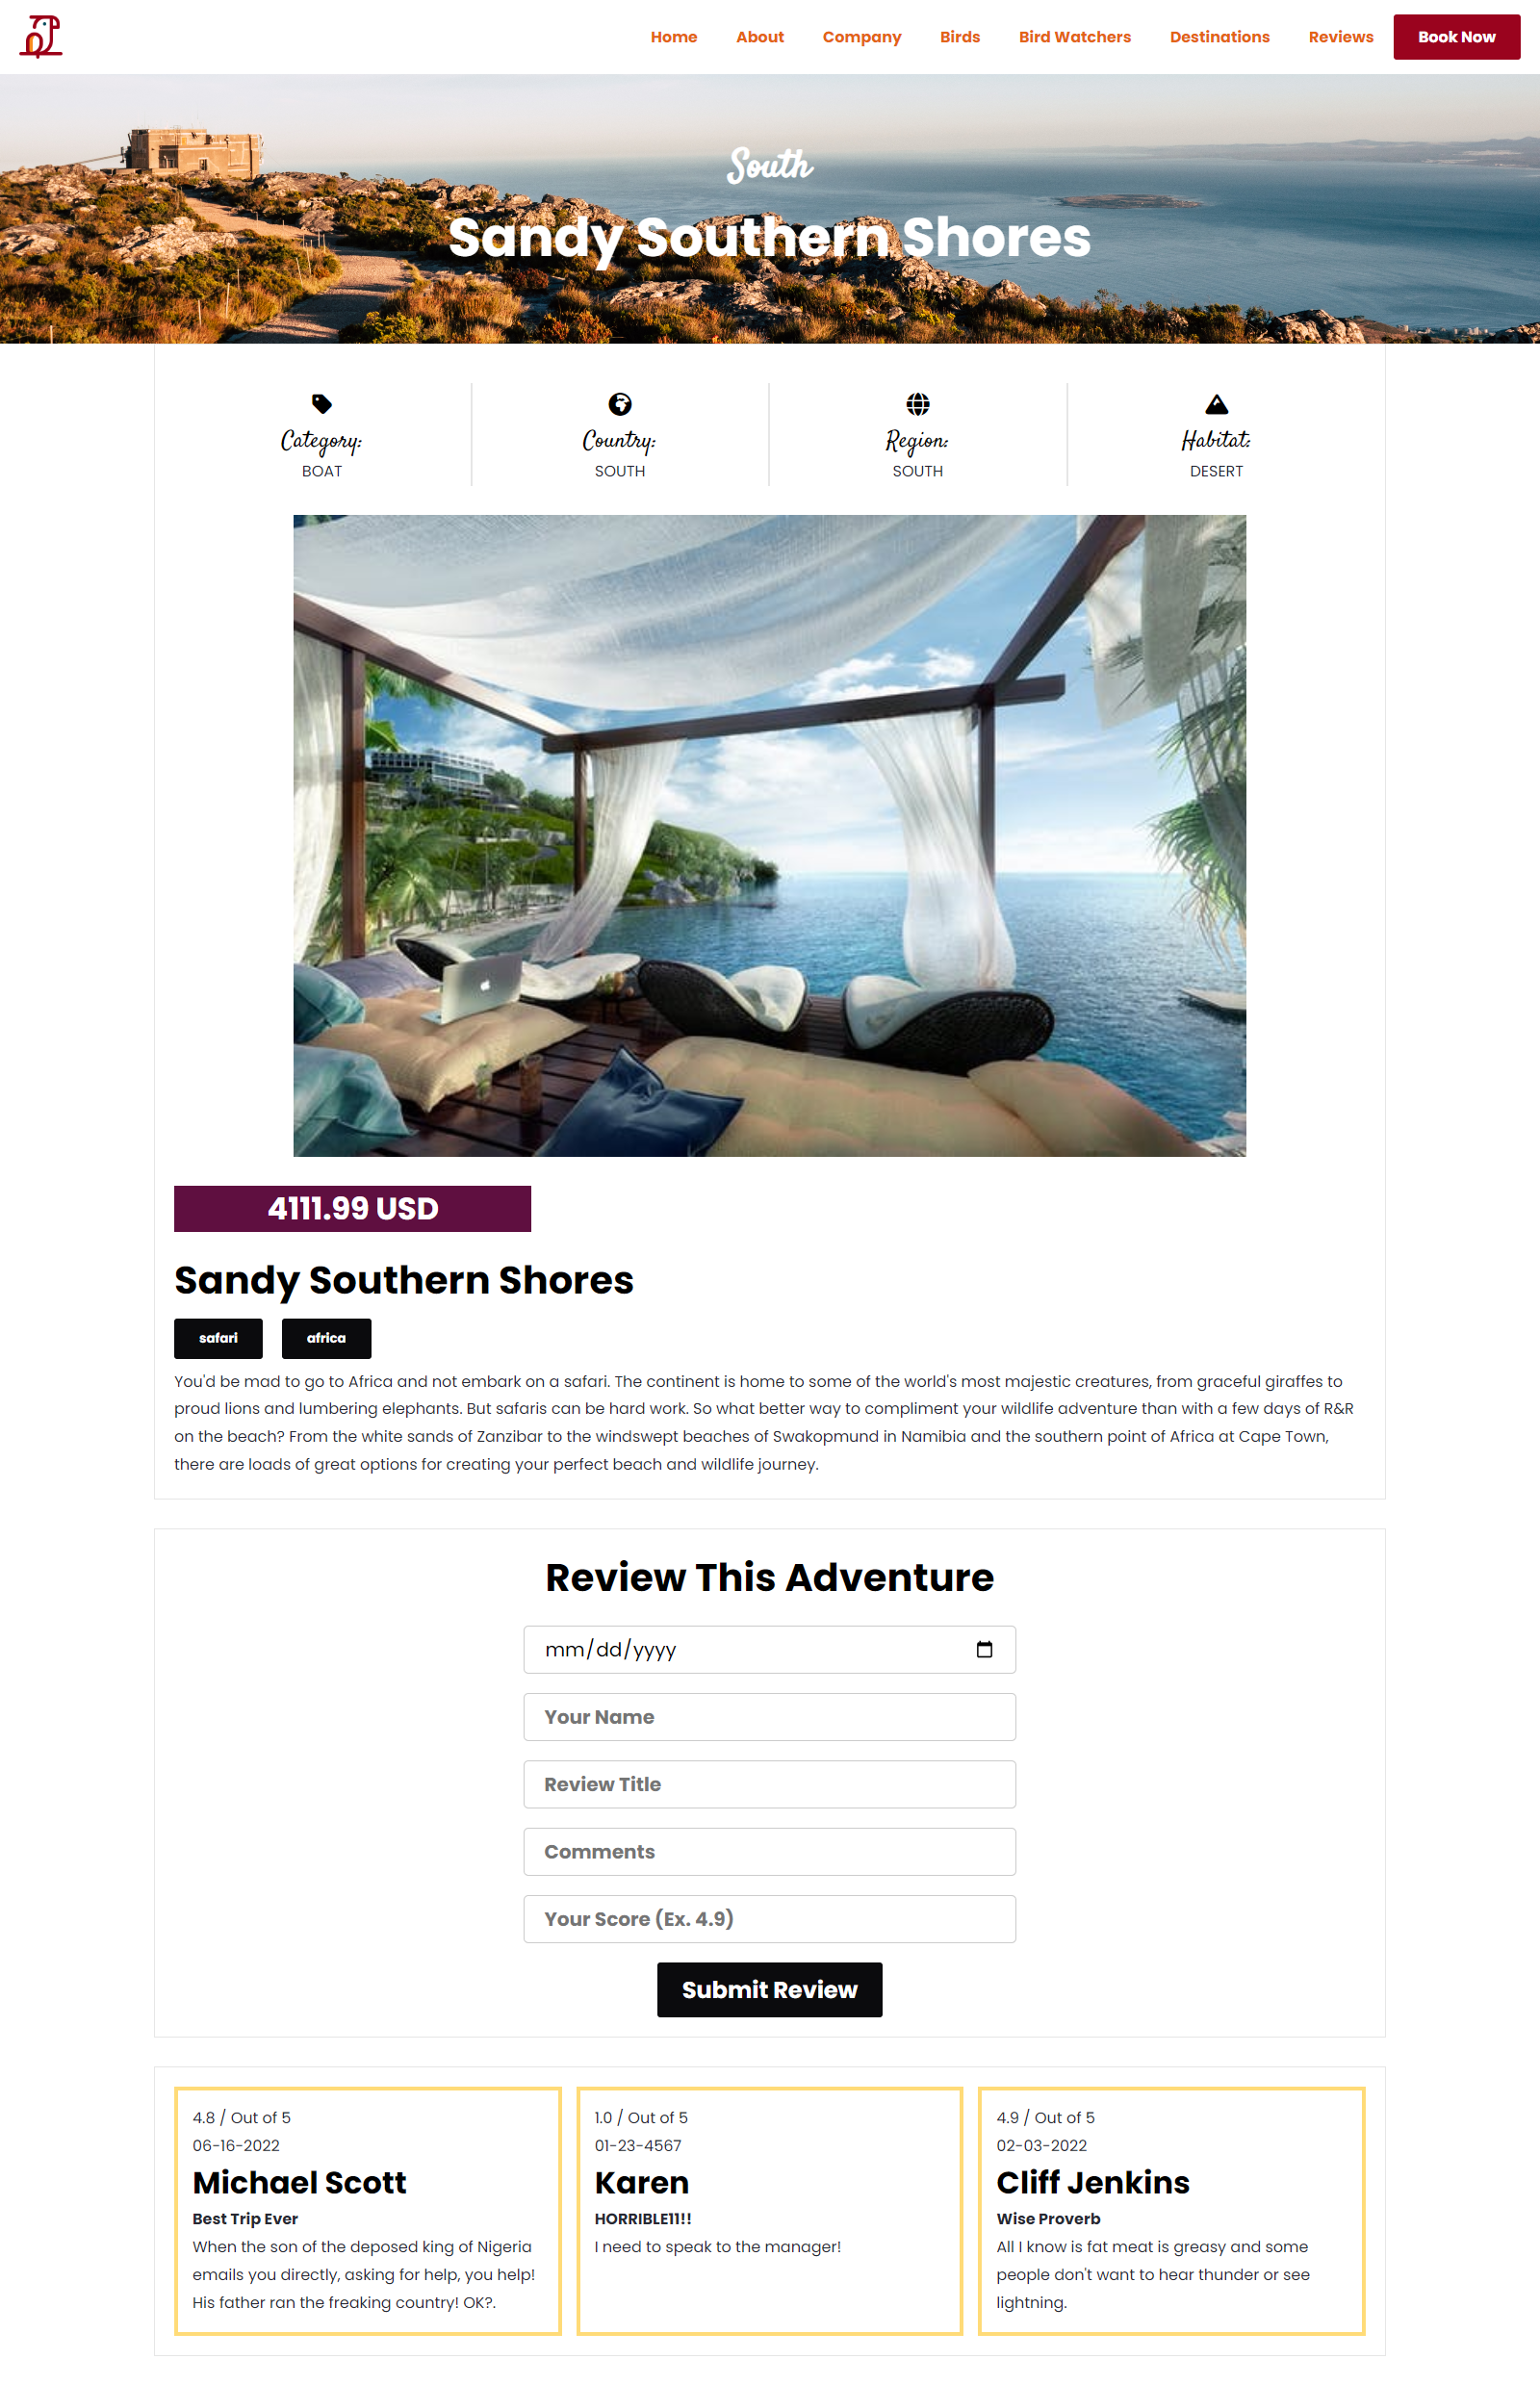 Home About Company Birds Bird Watchers Destinations Reviews Book Now
South
Sandy Southern Shores
Category: Country: Region: Habitat:
BOAT SOUTH SOUTH DESERT
4111.99 USD
Sandy Southern Shores
safari africa
You'd be mad to go to Africa and not embark on a safari. The continent is home to some of the world's most majestic creatures, from graceful giraffes to
proud lions and lumbering elephants. But safaris can be hard work. So what better way to compliment your wildlife adventure than with a few days of R&R
on the beach? From the white sands of Zanzibar to the windswept beaches of Swakopmund in Namibia and the southern point of Africa at Cape Town,
there are loads of great options for creating your perfect beach and wildlife journey.
Review This Adventure
mm/dd/yyyy
Your Name
Review Title
Comments
Your Score (Ex. 4.9)
Submit Review
4.8 / Out of 5
06-16-2022
Michael Scott
Best Trip Ever
When the son of the deposed king of Nigeria
emails you directly, asking for help, you help!
His father ran the freaking country! OK?.
1.0 / Out of 5
01-23-4567
Karen
HORRIBLE11!!
I need to speak to the manager!
4.9 / Out of 5
02-03-2022
Cliff Jenkins
Wise Proverb
All I know is fat meat is greasy and some
people don't want to hear thunder or see
lightning.